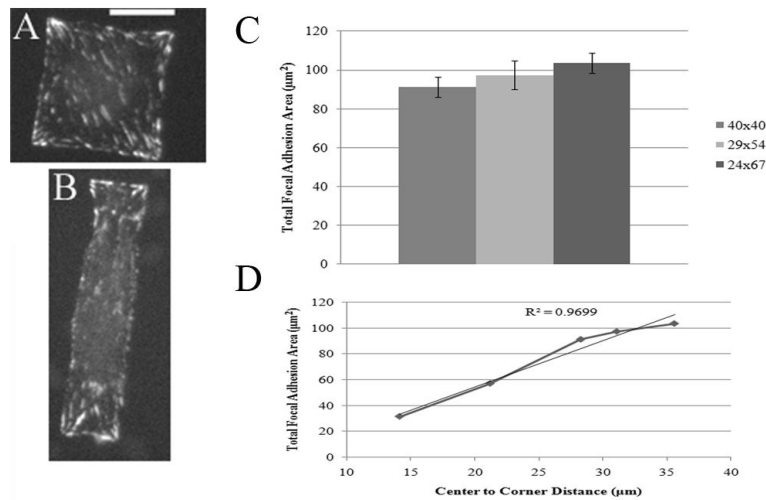 A
B
C
Total Focal Adhesion Area (µm²)
120
100
80
60
40
20
0
40x40
29x54
24x67
D
Total Focal Adhesion Area (µm²)
120
100
80
60
40
20
0
R² = 0.9699
10
15
20
25
30
35
40
Center to Corner Distance (µm)